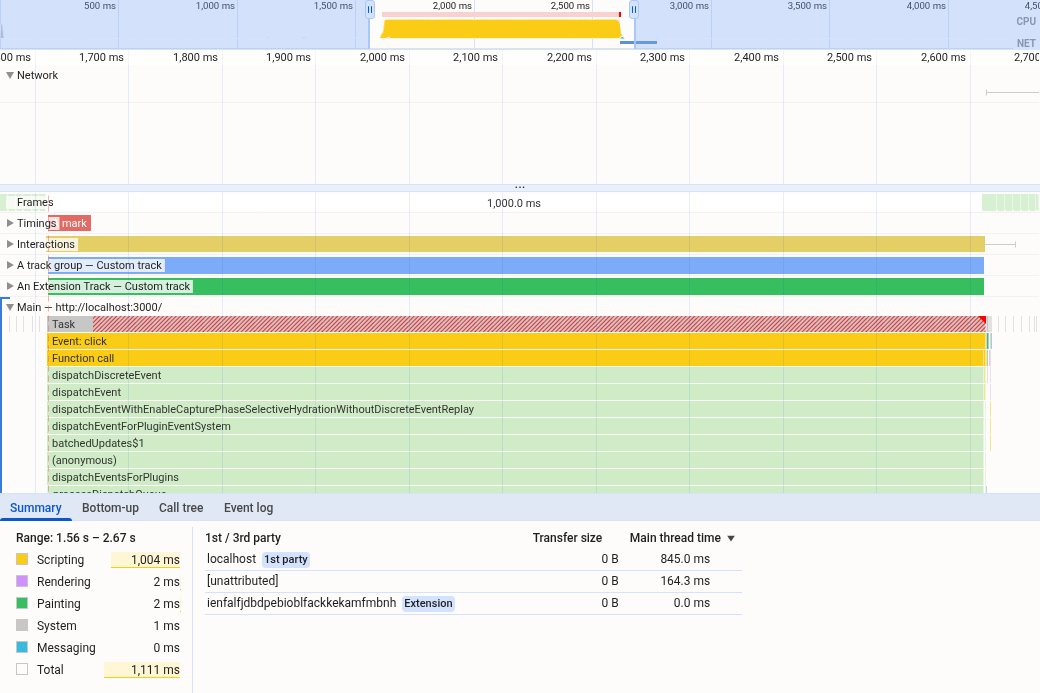 500 ms 1,000 ms 1,500 ms 2,000 ms 2,500 ms 3,000 ms 3,500 ms 4,000 ms 4,5
CPU
NET
00 ms 1,700 ms 1,800 ms 1,900 ms 2,000 ms 2,100 ms 2,200 ms 2,300 ms 2,400 ms 2,500 ms 2,600 ms 2,700
Network
...
Frames 1,000.0 ms
Timings mark
Interactions
A track group — Custom track
An Extension Track — Custom track
Main — http://localhost:3000/
Task
Event: click
Function call
dispatchDiscreteEvent
dispatchEvent
dispatchEventWithEnableCapturePhaseSelectiveHydrationWithoutDiscreteEventReplay
dispatchEventForPluginEventSystem
batchedUpdates$1
(anonymous)
dispatchEventsForPlugins
processDispatchQueue
Summary Bottom-up Call tree Event log
Range: 1.56 s – 2.67 s
Scripting 1,004 ms
Rendering 2 ms
Painting 2 ms
System 1 ms
Messaging 0 ms
Total 1,111 ms
1st / 3rd party Transfer size Main thread time
localhost 1st party 0 B 845.0 ms
[unattributed] 0 B 164.3 ms
ienfalfjdbdpebioblfackkekamfmbnh Extension 0 B 0.0 ms